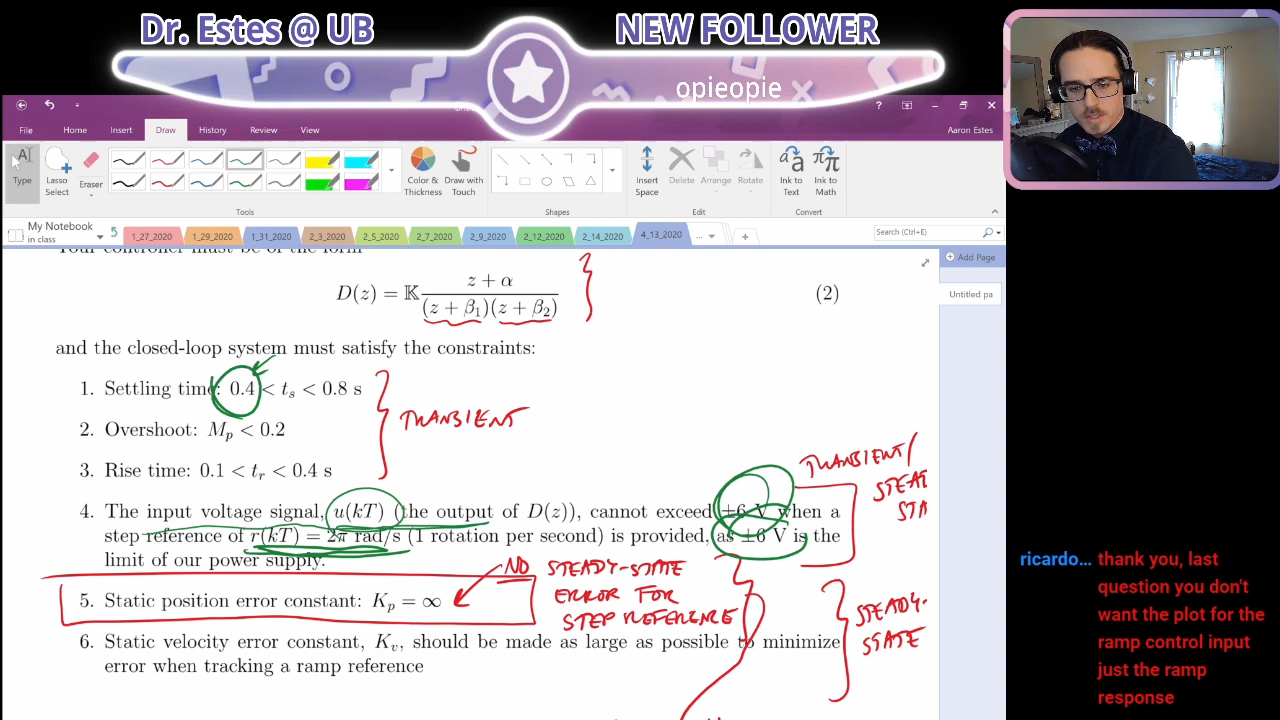 Dr. Estes @ UB
NEW FOLLOWER
opieopie
File Home Insert Draw History Review View
Aaron Estes
Type
Lasso Select
Eraser
Color & Thickness
Draw with Touch
Insert Space
Delete
Arrange
Rotate
Ink to Text
Ink to Math
Tools
Shapes
Edit
Convert
My Notebook
in class
1_27_2020 1_29_2020 1_31_2020 2_3_2020 2_5_2020 2_7_2020 2_9_2020 2_12_2020 2_14_2020 4_13_2020 ...
Search (Ctrl+E)
Add Page
Untitled pa
Your controller must be of the form
D(z) = 𝕂 (z + α) / ((z + β₁)(z + β₂)) (2)
and the closed-loop system must satisfy the constraints:
1. Settling time: 0.4 < tₛ < 0.8 s
2. Overshoot: Mₚ < 0.2
3. Rise time: 0.1 < tᵣ < 0.4 s
TRANSIENT
4. The input voltage signal, u(kT) (the output of D(z)), cannot exceed ±6 V when a
step reference of r(kT) = 2π rad/s (1 rotation per second) is provided, as ±6 V is the
limit of our power supply.
TRANSIENT/
STEA
STA
5. Static position error constant: Kₚ = ∞
NO STEADY-STATE
ERROR FOR
STEP REFERENCE
6. Static velocity error constant, Kᵥ, should be made as large as possible to minimize
error when tracking a ramp reference
STEADY-
STATE
ricardo... thank you, last
question you don't
want the plot for the
ramp control input
just the ramp
response